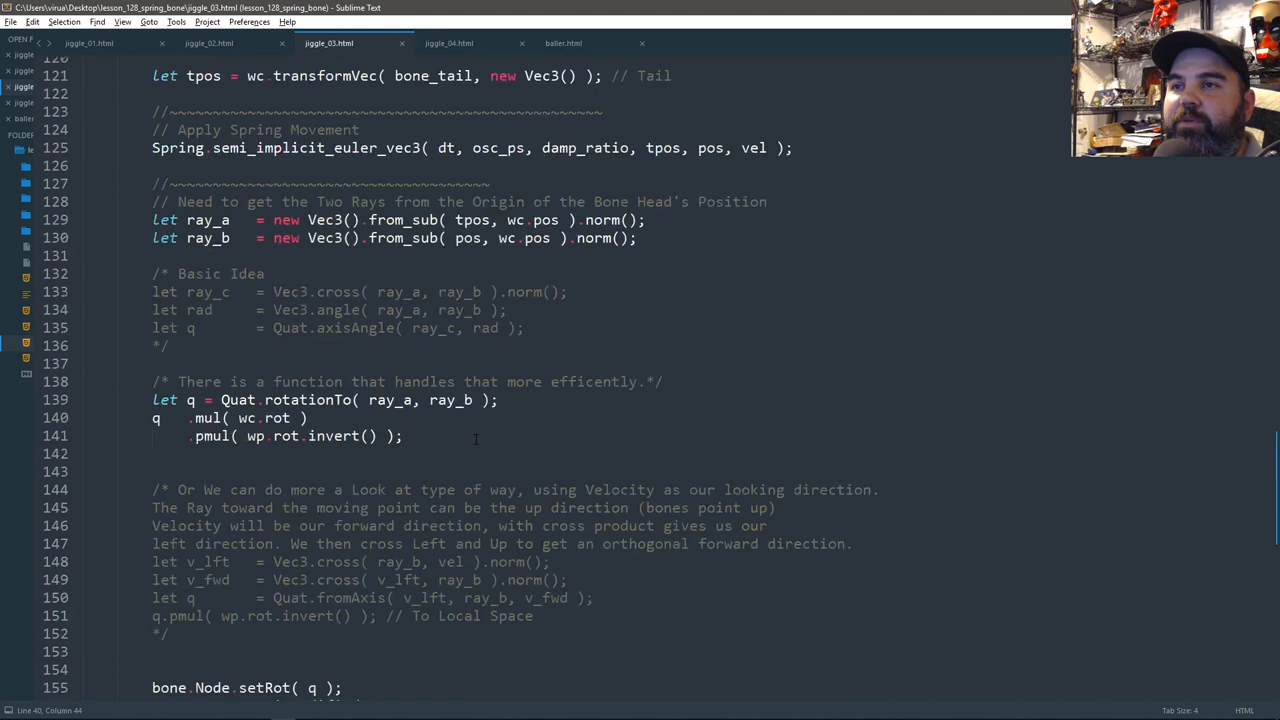 C:\Users\virua\Desktop\lesson_128_spring_bone\jiggle_03.html (lesson_128_spring_bone) - Sublime Text
File Edit Selection Find View Goto Tools Project Preferences Help
OPEN F
jiggle_01.html × jiggle_02.html × jiggle_03.html × jiggle_04.html × baller.html ×
× jiggle
× jiggle
× jiggle
× jiggle
× baller
FOLDER
le
120
121 let tpos = wc.transformVec( bone_tail, new Vec3() ); // Tail
122
123 //~~~~~~~~~~~~~~~~~~~~~~~~~~~~~~~~~~~~~~~~~~~~~~~~~~
124 // Apply Spring Movement
125 Spring.semi_implicit_euler_vec3( dt, osc_ps, damp_ratio, tpos, pos, vel );
126
127 //~~~~~~~~~~~~~~~~~~~~~~~~~~~~~~~~~~~
128 // Need to get the Two Rays from the Origin of the Bone Head's Position
129 let ray_a = new Vec3().from_sub( tpos, wc.pos ).norm();
130 let ray_b = new Vec3().from_sub( pos, wc.pos ).norm();
131
132 /* Basic Idea
133 let ray_c = Vec3.cross( ray_a, ray_b ).norm();
134 let rad = Vec3.angle( ray_a, ray_b );
135 let q = Quat.axisAngle( ray_c, rad );
136 */
137
138 /* There is a function that handles that more efficently.*/
139 let q = Quat.rotationTo( ray_a, ray_b );
140 q .mul( wc.rot )
141 .pmul( wp.rot.invert() );
142
143
144 /* Or We can do more a Look at type of way, using Velocity as our looking direction.
145 The Ray toward the moving point can be the up direction (bones point up)
146 Velocity will be our forward direction, with cross product gives us our
147 left direction. We then cross Left and Up to get an orthogonal forward direction.
148 let v_lft = Vec3.cross( ray_b, vel ).norm();
149 let v_fwd = Vec3.cross( v_lft, ray_b ).norm();
150 let q = Quat.fromAxis( v_lft, ray_b, v_fwd );
151 q.pmul( wp.rot.invert() ); // To Local Space
152 */
153
154
155 bone.Node.setRot( q );
Line 40, Column 44 Tab Size: 4 HTML